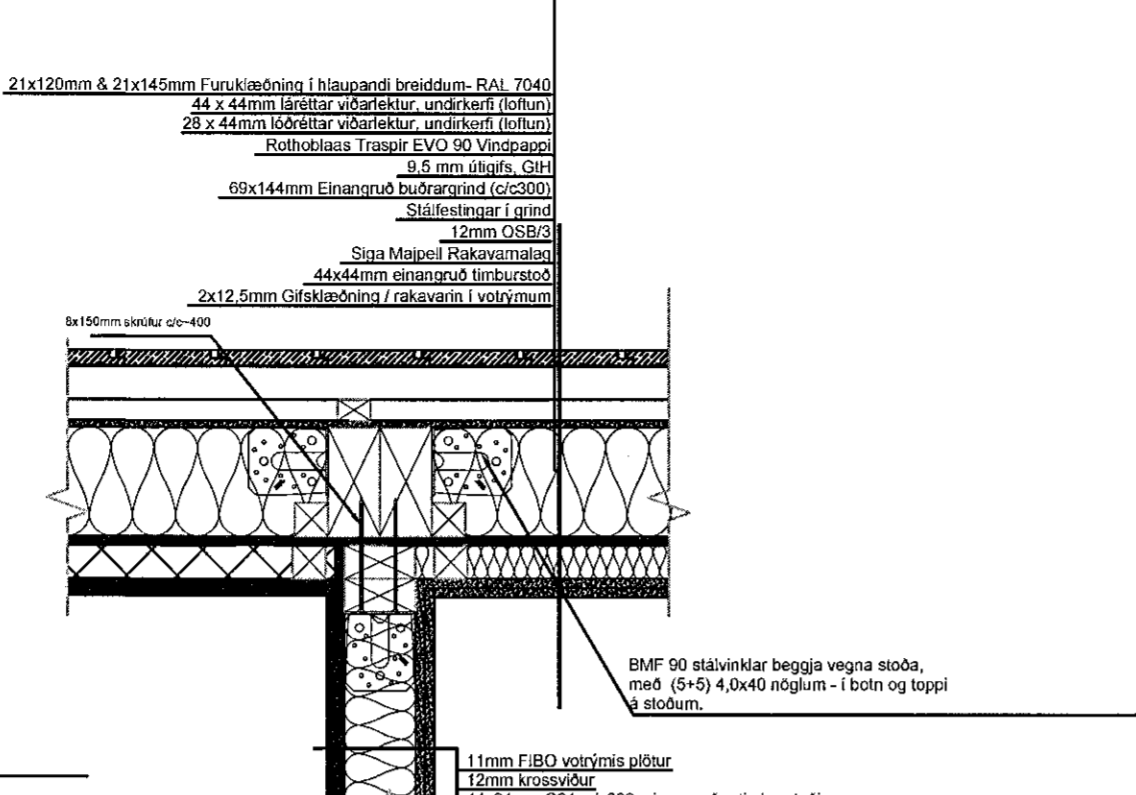 21x120mm & 21x145mm Furuklæðning í hlaupandi breiddum- RAL 7040
44 x 44mm láréttar viðarlektur, undirkerfi (loftun)
28 x 44mm lóðréttar viðarlektur, undirkerfi (loftun)
Rothoblaas Traspir EVO 90 Vindpappi
9,5 mm útigifs, GtH
69x144mm Einangruð buðrargrind (c/c300)
Stálfestingar í grind
12mm OSB/3
Siga Majpell Rakavarnalag
44x44mm einangruð timburstoð
2x12,5mm Gifsklæðning / rakavarin í votrýmum
8x150mm skrúfur c/c~400
BMF 90 stálvinklar beggja vegna stoða,
með (5+5) 4,0x40 nöglum - í botn og toppi
á stoðum.
11mm FIBO votrýmis plötur
12mm krossviður